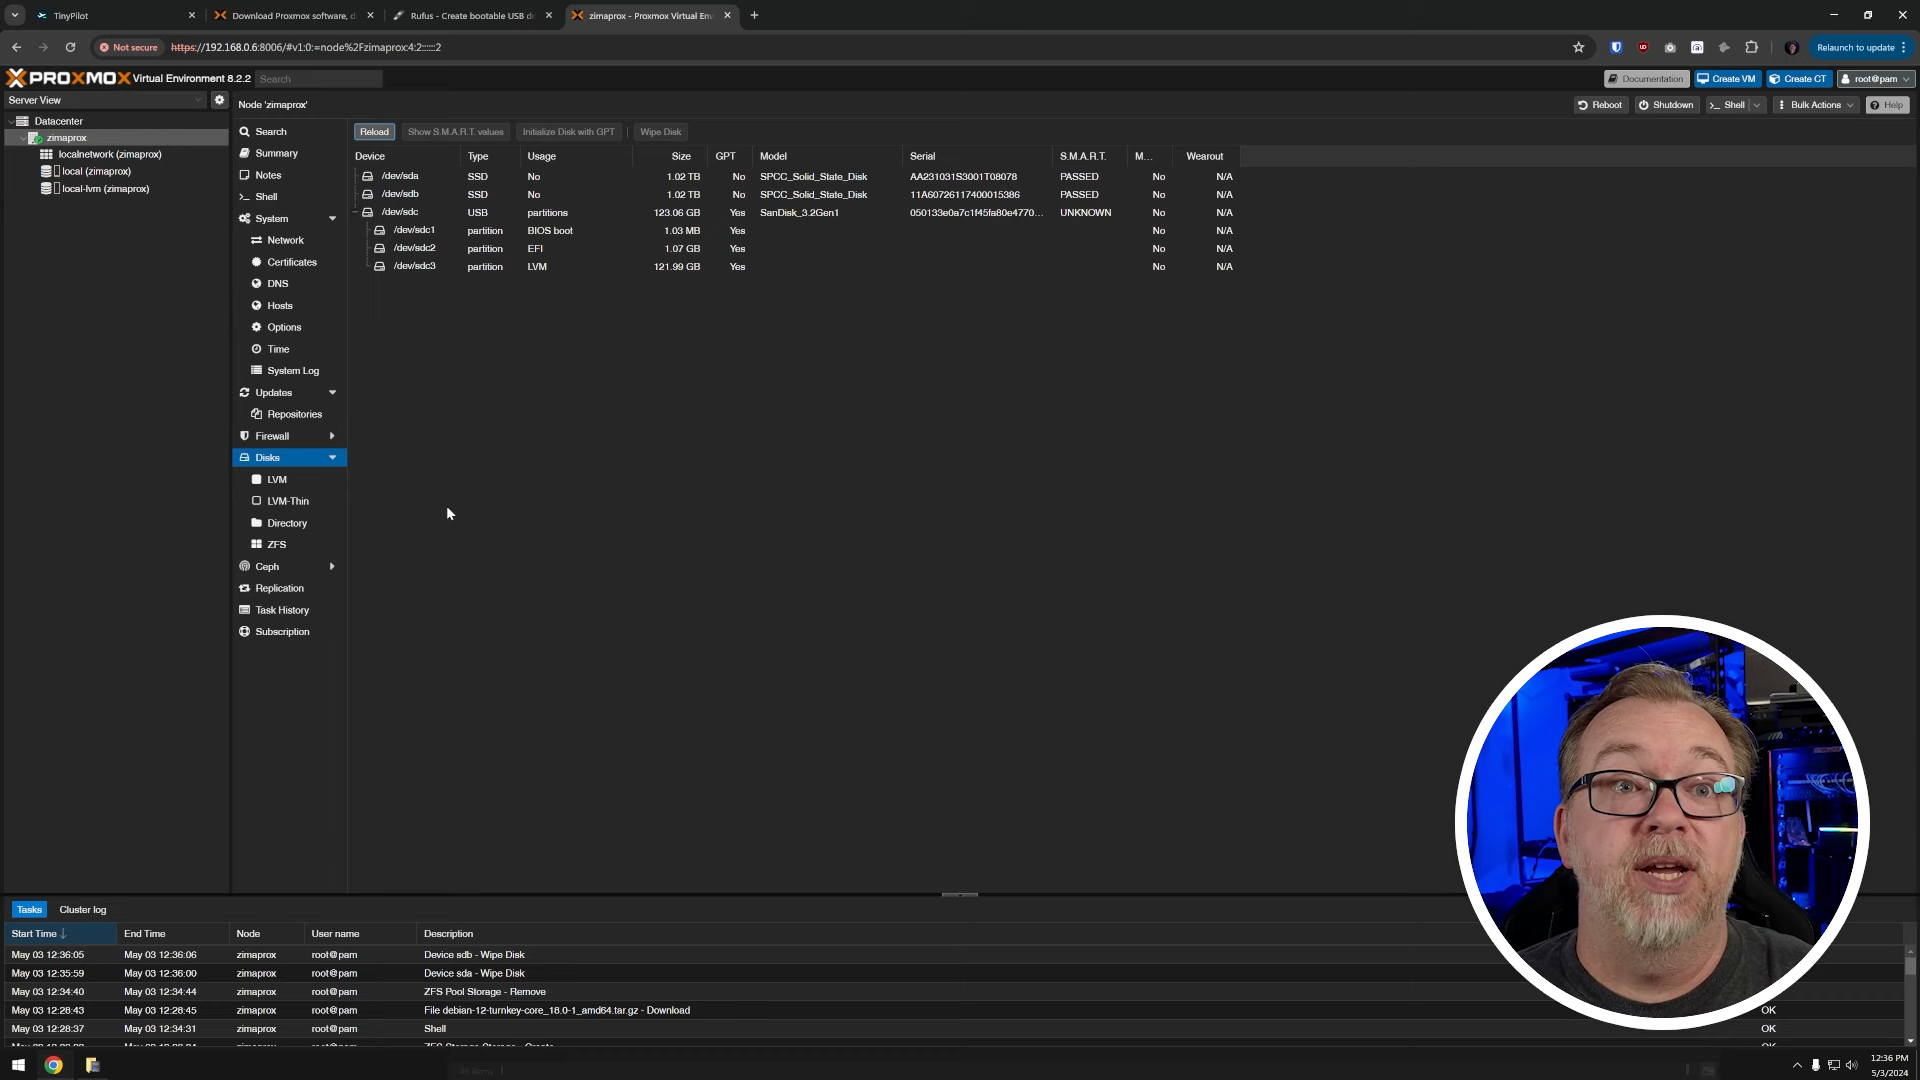 TinyPilot
Download Proxmox software, d
Rufus - Create bootable USB dr
zimaprox - Proxmox Virtual Env
Not secure
https://192.168.0.6:8006/#v1:0:=node%2Fzimaprox:4:2::::::2
Relaunch to update
PROXMOX Virtual Environment 8.2.2
Search
Documentation
Create VM
Create CT
root@pam
Server View
Node 'zimaprox'
Reboot
Shutdown
Shell
Bulk Actions
Help
Datacenter
zimaprox
localnetwork (zimaprox)
local (zimaprox)
local-lvm (zimaprox)
Search
Summary
Notes
Shell
System
Network
Certificates
DNS
Hosts
Options
Time
System Log
Updates
Repositories
Firewall
Disks
LVM
LVM-Thin
Directory
ZFS
Ceph
Replication
Task History
Subscription
Reload
Show S.M.A.R.T. values
Initialize Disk with GPT
Wipe Disk
Device Type Usage Size GPT Model Serial S.M.A.R.T. M... Wearout
/dev/sda SSD No 1.02 TB No SPCC_Solid_State_Disk AA231031S3001T08078 PASSED No N/A
/dev/sdb SSD No 1.02 TB No SPCC_Solid_State_Disk 11A60726117400015386 PASSED No N/A
/dev/sdc USB partitions 123.06 GB Yes SanDisk_3.2Gen1 050133e0a7c1f45fa80e4770... UNKNOWN No N/A
/dev/sdc1 partition BIOS boot 1.03 MB Yes No N/A
/dev/sdc2 partition EFI 1.07 GB Yes No N/A
/dev/sdc3 partition LVM 121.99 GB Yes No N/A
Tasks
Cluster log
Start Time End Time Node User name Description
May 03 12:36:05 May 03 12:36:06 zimaprox root@pam Device sdb - Wipe Disk
May 03 12:35:59 May 03 12:36:00 zimaprox root@pam Device sda - Wipe Disk
May 03 12:34:40 May 03 12:34:44 zimaprox root@pam ZFS Pool Storage - Remove
May 03 12:28:43 May 03 12:28:45 zimaprox root@pam File debian-12-turnkey-core_18.0-1_amd64.tar.gz - Download OK
May 03 12:28:37 May 03 12:34:31 zimaprox root@pam Shell OK
12:36 PM
5/3/2024